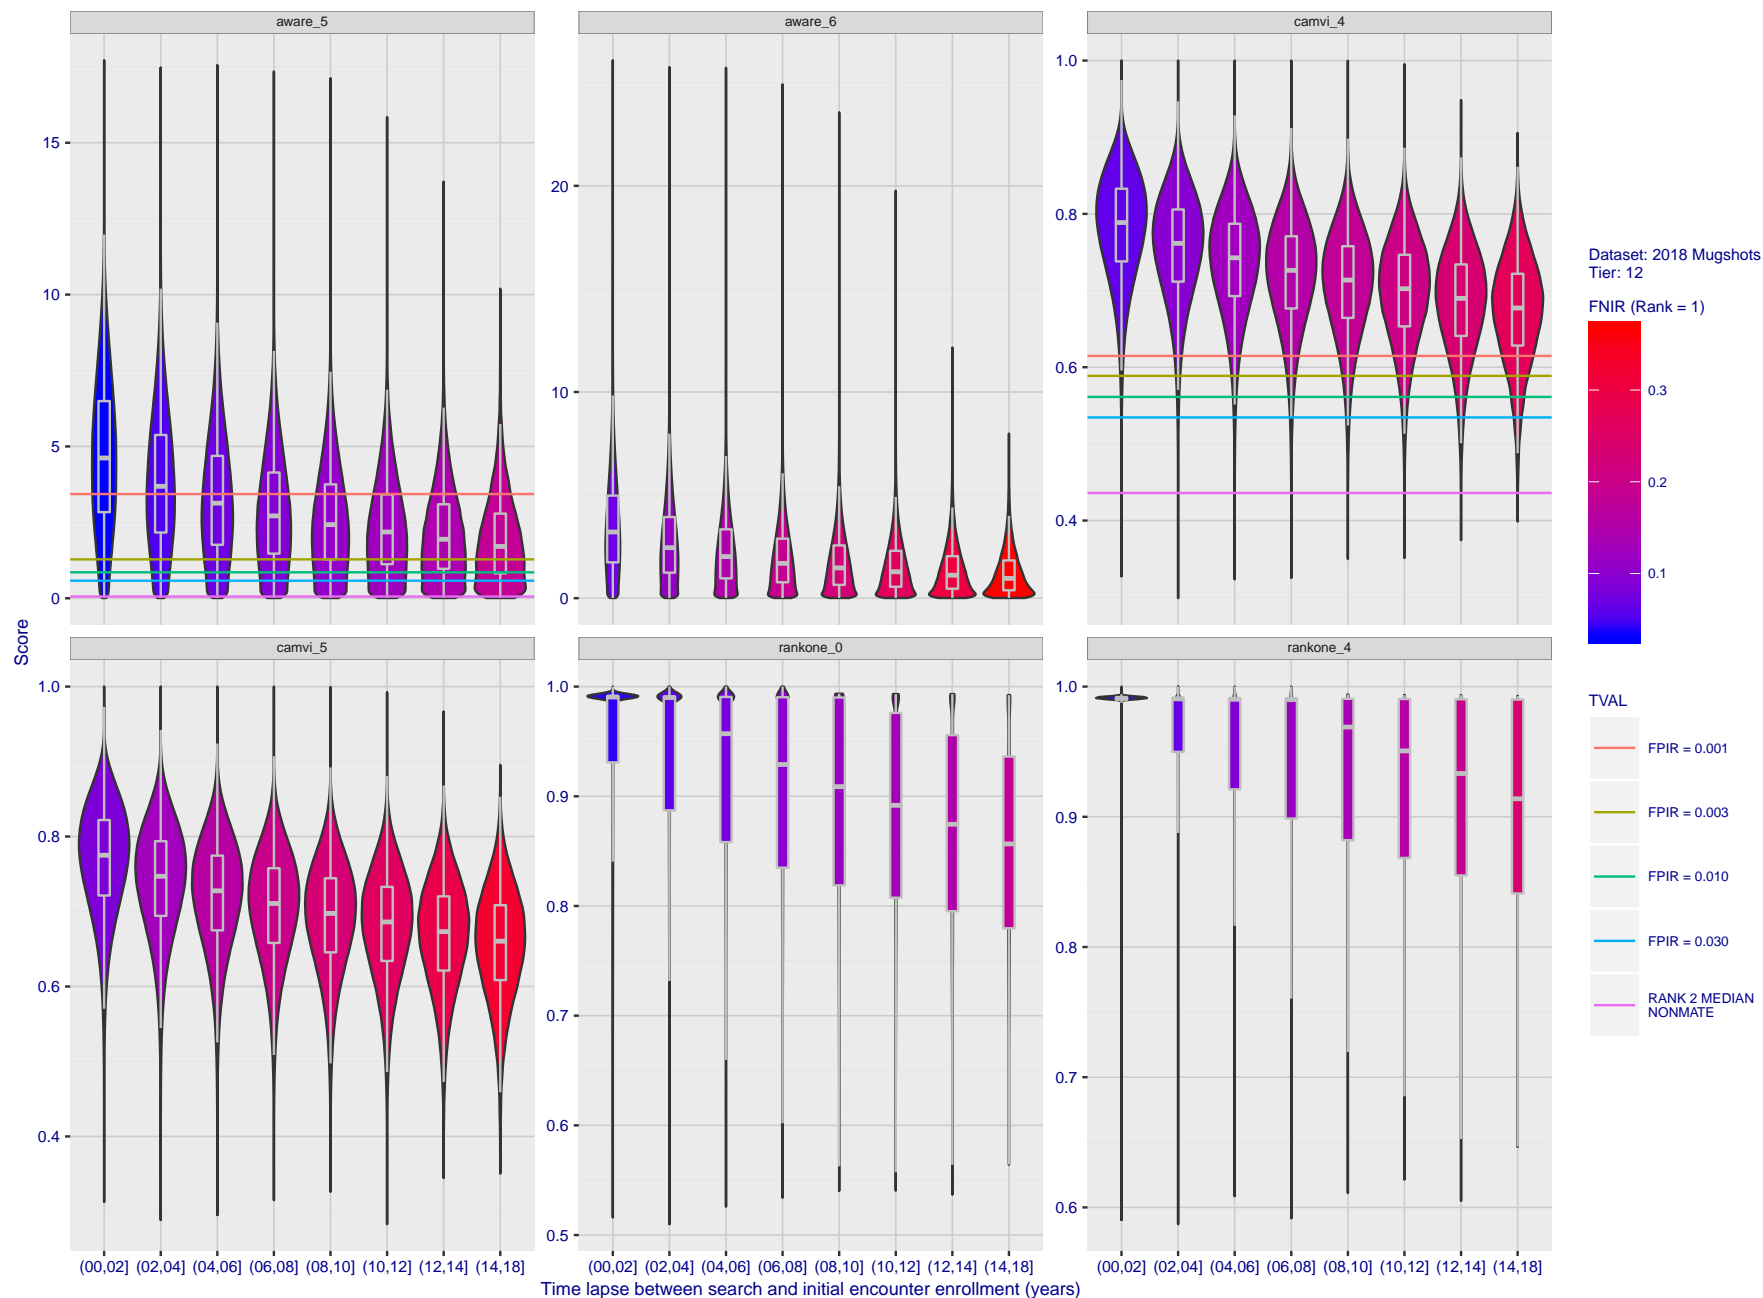 aware_5
aware_6
camvi_4
15
10
5
0
20
10
0
1.0
0.8
0.6
0.4
Score
camvi_5
rankone_0
rankone_4
1.0
0.8
0.6
0.4
1.0
0.9
0.8
0.7
0.6
0.5
1.0
0.9
0.8
0.7
0.6
(00,02] (02,04] (04,06] (06,08] (08,10] (10,12] (12,14] (14,18]
(00,02] (02,04] (04,06] (06,08] (08,10] (10,12] (12,14] (14,18]
(00,02] (02,04] (04,06] (06,08] (08,10] (10,12] (12,14] (14,18]
Time lapse between search and initial encounter enrollment (years)
Dataset: 2018 Mugshots
Tier: 12
FNIR (Rank = 1)
0.3
0.2
0.1
TVAL
FPIR = 0.001
FPIR = 0.003
FPIR = 0.010
FPIR = 0.030
RANK 2 MEDIAN
NONMATE